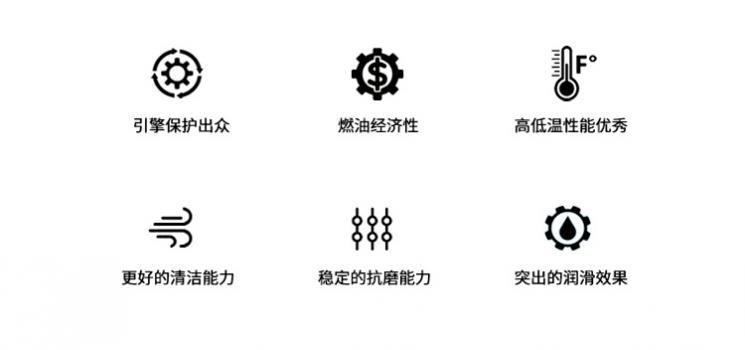 $
F°
引擎保护出众
燃油经济性
高低温性能优秀
更好的清洁能力
稳定的抗磨能力
突出的润滑效果